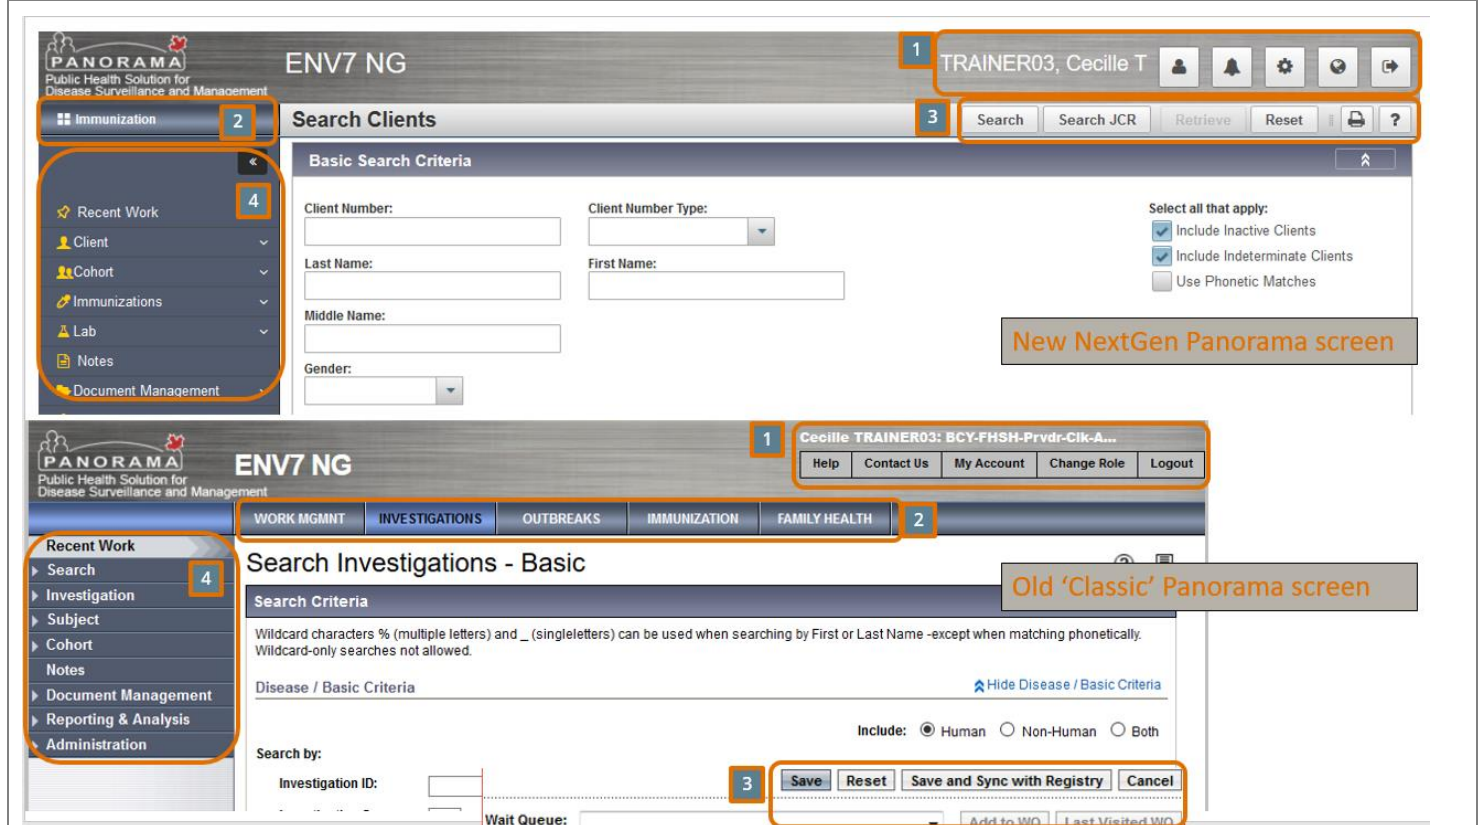 PANORAMA
Public Health Solution for
Disease Surveillance and Management
ENV7 NG
1
TRAINER03, Cecille T
Immunization
2
Search Clients
3
Search
Search JCR
Retrieve
Reset
?
«
Basic Search Criteria
4
Recent Work
Client
Cohort
Immunizations
Lab
Notes
Document Management
Client Number:
Client Number Type:
Last Name:
First Name:
Middle Name:
Gender:
Select all that apply:
Include Inactive Clients
Include Indeterminate Clients
Use Phonetic Matches
New NextGen Panorama screen
PANORAMA
Public Health Solution for
Disease Surveillance and Management
ENV7 NG
1
Cecille TRAINER03: BCY-FHSH-Prvdr-Clk-A...
Help
Contact Us
My Account
Change Role
Logout
WORK MGMNT
INVESTIGATIONS
OUTBREAKS
IMMUNIZATION
FAMILY HEALTH
2
Recent Work
Search
4
Investigation
Subject
Cohort
Notes
Document Management
Reporting & Analysis
Administration
Search Investigations - Basic
Old ‘Classic’ Panorama screen
Search Criteria
Wildcard characters % (multiple letters) and _ (singleletters) can be used when searching by First or Last Name -except when matching phonetically.
Wildcard-only searches not allowed.
Disease / Basic Criteria
Hide Disease / Basic Criteria
Include:
Human
Non-Human
Both
Search by:
Investigation ID:
3
Save
Reset
Save and Sync with Registry
Cancel
Wait Queue:
Add to WQ
Last Visited WQ